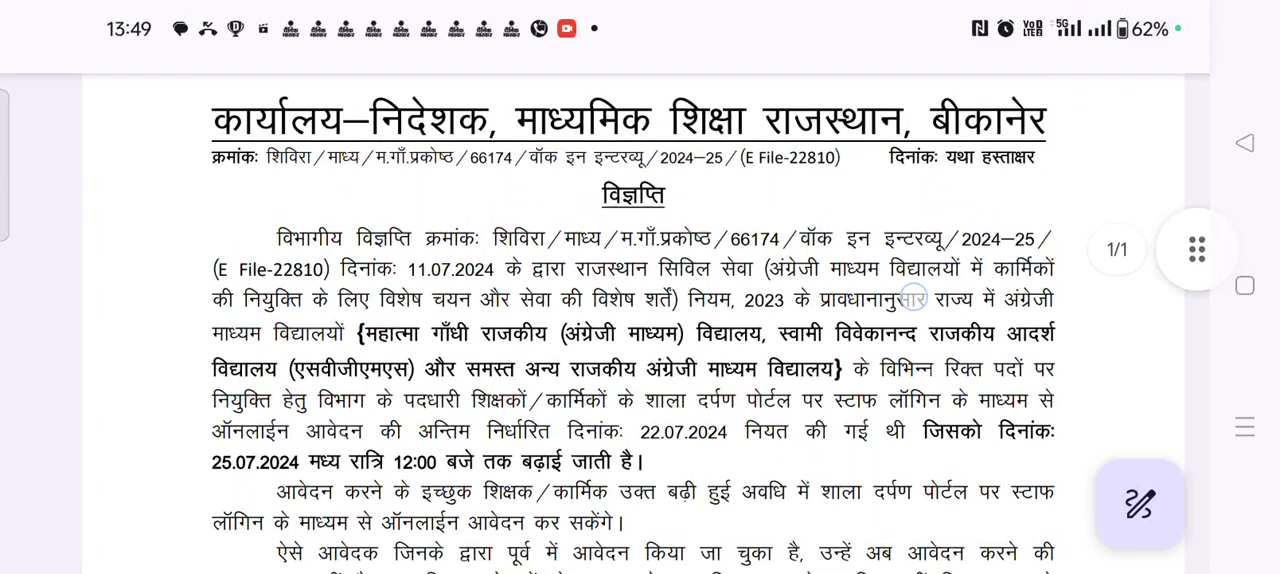 13:49
VoD LTE2 5G 62%
कार्यालय–निदेशक, माध्यमिक शिक्षा राजस्थान, बीकानेर
क्रमांकः शिविरा/माध्य/म.गाँ.प्रकोष्ठ/66174/वॉक इन इन्टरव्यू/2024–25/(E File-22810) दिनांकः यथा हस्ताक्षर
विज्ञप्ति
विभागीय विज्ञप्ति क्रमांकः शिविरा/माध्य/म.गाँ.प्रकोष्ठ/66174/वॉक इन इन्टरव्यू/2024–25/
(E File-22810) दिनांकः 11.07.2024 के द्वारा राजस्थान सिविल सेवा (अंग्रेजी माध्यम विद्यालयों में कार्मिकों
की नियुक्ति के लिए विशेष चयन और सेवा की विशेष शर्ते) नियम, 2023 के प्रावधानानुसार राज्य में अंग्रेजी
1/1
माध्यम विद्यालयों {महात्मा गाँधी राजकीय (अंग्रेजी माध्यम) विद्यालय, स्वामी विवेकानन्द राजकीय आदर्श
विद्यालय (एसवीजीएमएस) और समस्त अन्य राजकीय अंग्रेजी माध्यम विद्यालय} के विभिन्न रिक्त पदों पर
नियुक्ति हेतु विभाग के पदधारी शिक्षकों/कार्मिकों के शाला दर्पण पोर्टल पर स्टाफ लॉगिन के माध्यम से
ऑनलाईन आवेदन की अन्तिम निर्धारित दिनांकः 22.07.2024 नियत की गई थी जिसको दिनांकः
25.07.2024 मध्य रात्रि 12:00 बजे तक बढ़ाई जाती है।
आवेदन करने के इच्छुक शिक्षक/कार्मिक उक्त बढ़ी हुई अवधि में शाला दर्पण पोर्टल पर स्टाफ
लॉगिन के माध्यम से ऑनलाईन आवेदन कर सकेंगे।
ऐसे आवेदक जिनके द्वारा पूर्व में आवेदन किया जा चुका है, उन्हें अब आवेदन करने की